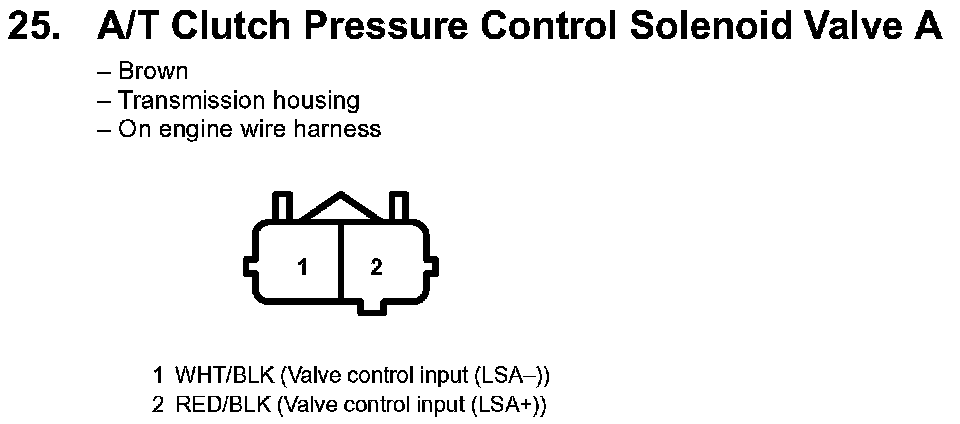 25. A/T Clutch Pressure Control Solenoid Valve A
– Brown
– Transmission housing
– On engine wire harness
1 2
1 WHT/BLK (Valve control input (LSA–))
2 RED/BLK (Valve control input (LSA+))